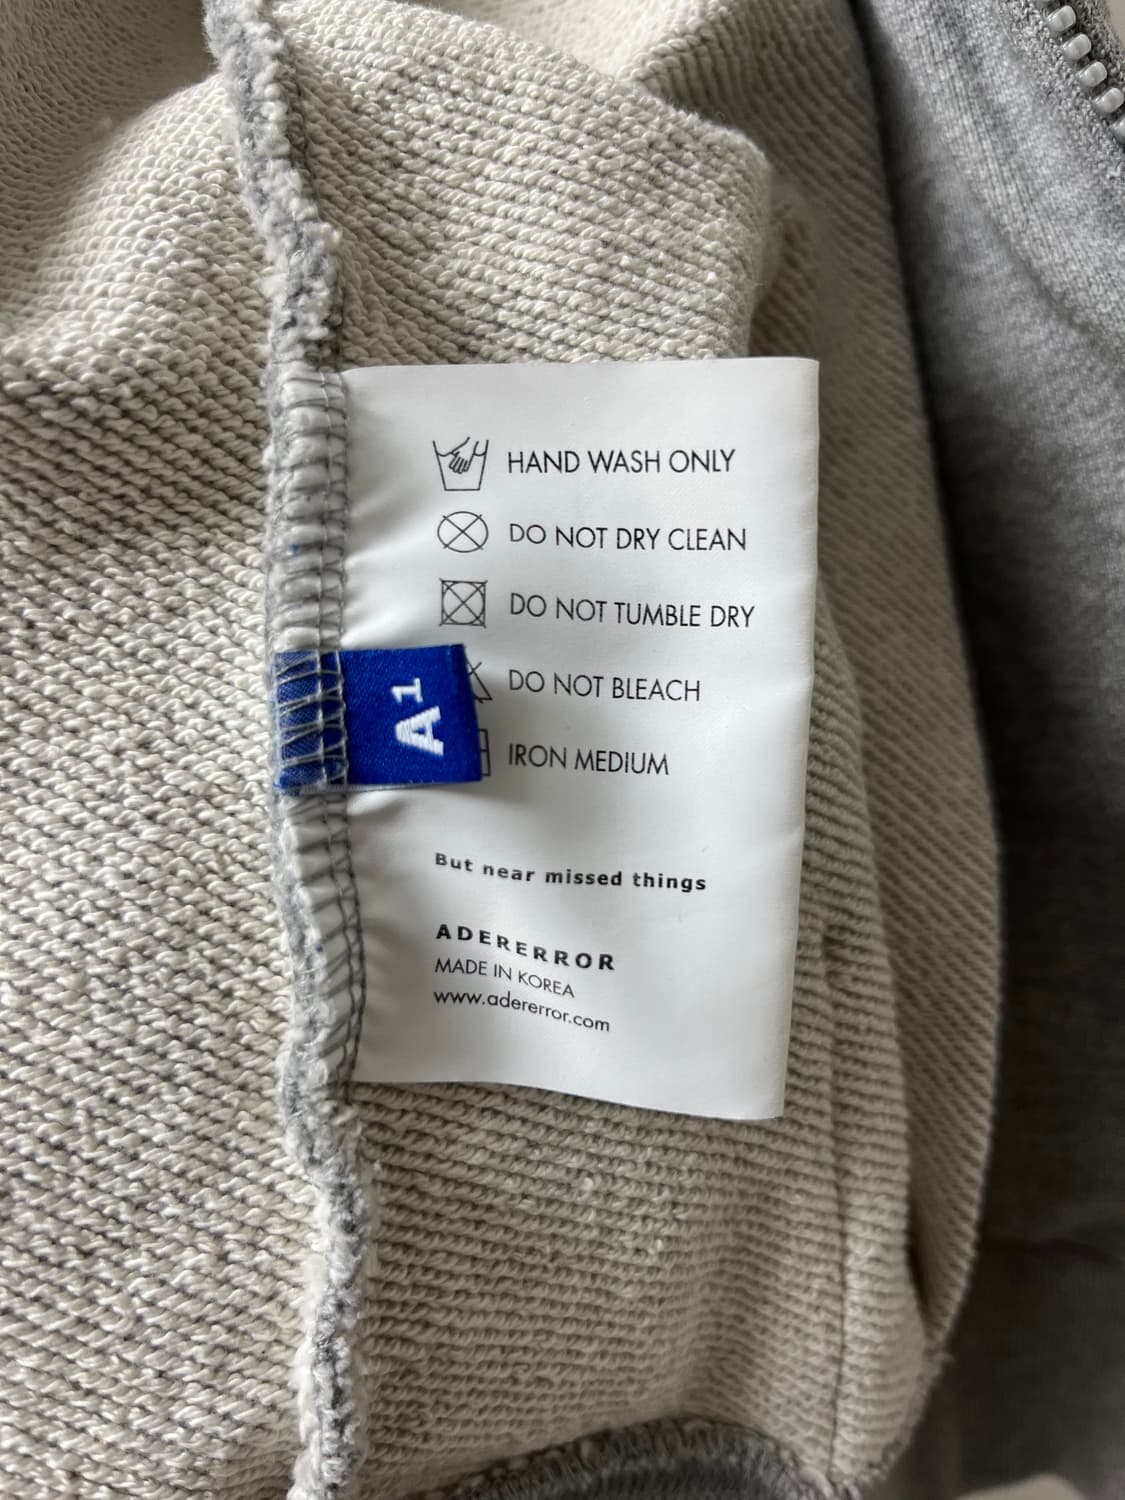 HAND WASH ONLY
DO NOT DRY CLEAN
DO NOT TUMBLE DRY
DO NOT BLEACH
IRON MEDIUM
A1
But near missed things
ADERERROR
MADE IN KOREA
www.adererror.com